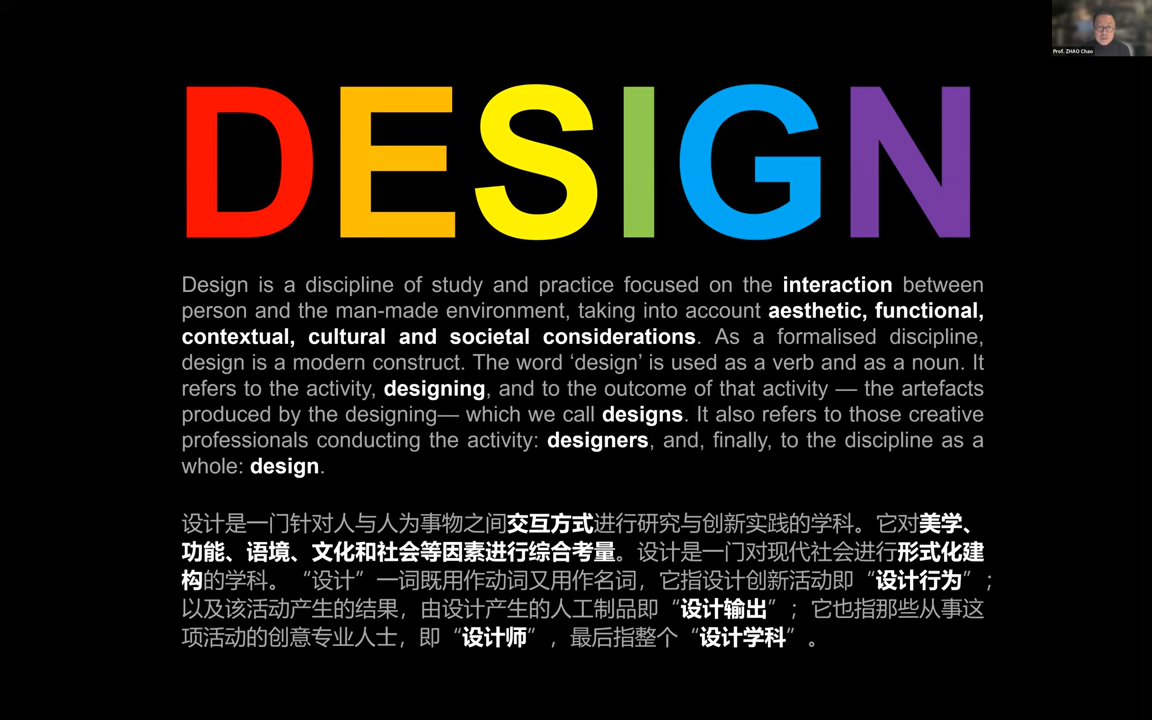 Prof. ZHAO Chao
DESIGN
Design is a discipline of study and practice focused on the interaction between
person and the man-made environment, taking into account aesthetic, functional,
contextual, cultural and societal considerations. As a formalised discipline,
design is a modern construct. The word ‘design’ is used as a verb and as a noun. It
refers to the activity, designing, and to the outcome of that activity — the artefacts
produced by the designing— which we call designs. It also refers to those creative
professionals conducting the activity: designers, and, finally, to the discipline as a
whole: design.
设计是一门针对人与人为事物之间交互方式进行研究与创新实践的学科。它对美学、
功能、语境、文化和社会等因素进行综合考量。设计是一门对现代社会进行形式化建
构的学科。“设计”一词既用作动词又用作名词，它指设计创新活动即“设计行为”；
以及该活动产生的结果，由设计产生的人工制品即“设计输出”；它也指那些从事这
项活动的创意专业人士，即“设计师”，最后指整个“设计学科”。